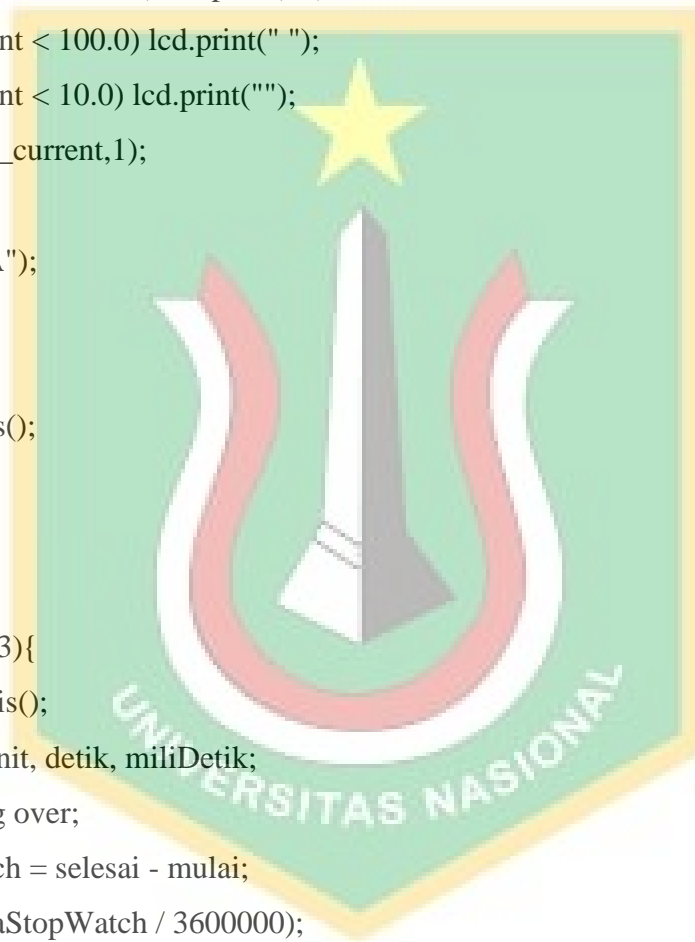 nt < 100.0) lcd.print(" ");
nt < 10.0) lcd.print("");
_current,1);
");
s();
3){
is();
nit, detik, miliDetik;
g over;
ch = selesai - mulai;
aStopWatch / 3600000);
UNIVERSITAS NASIONAL